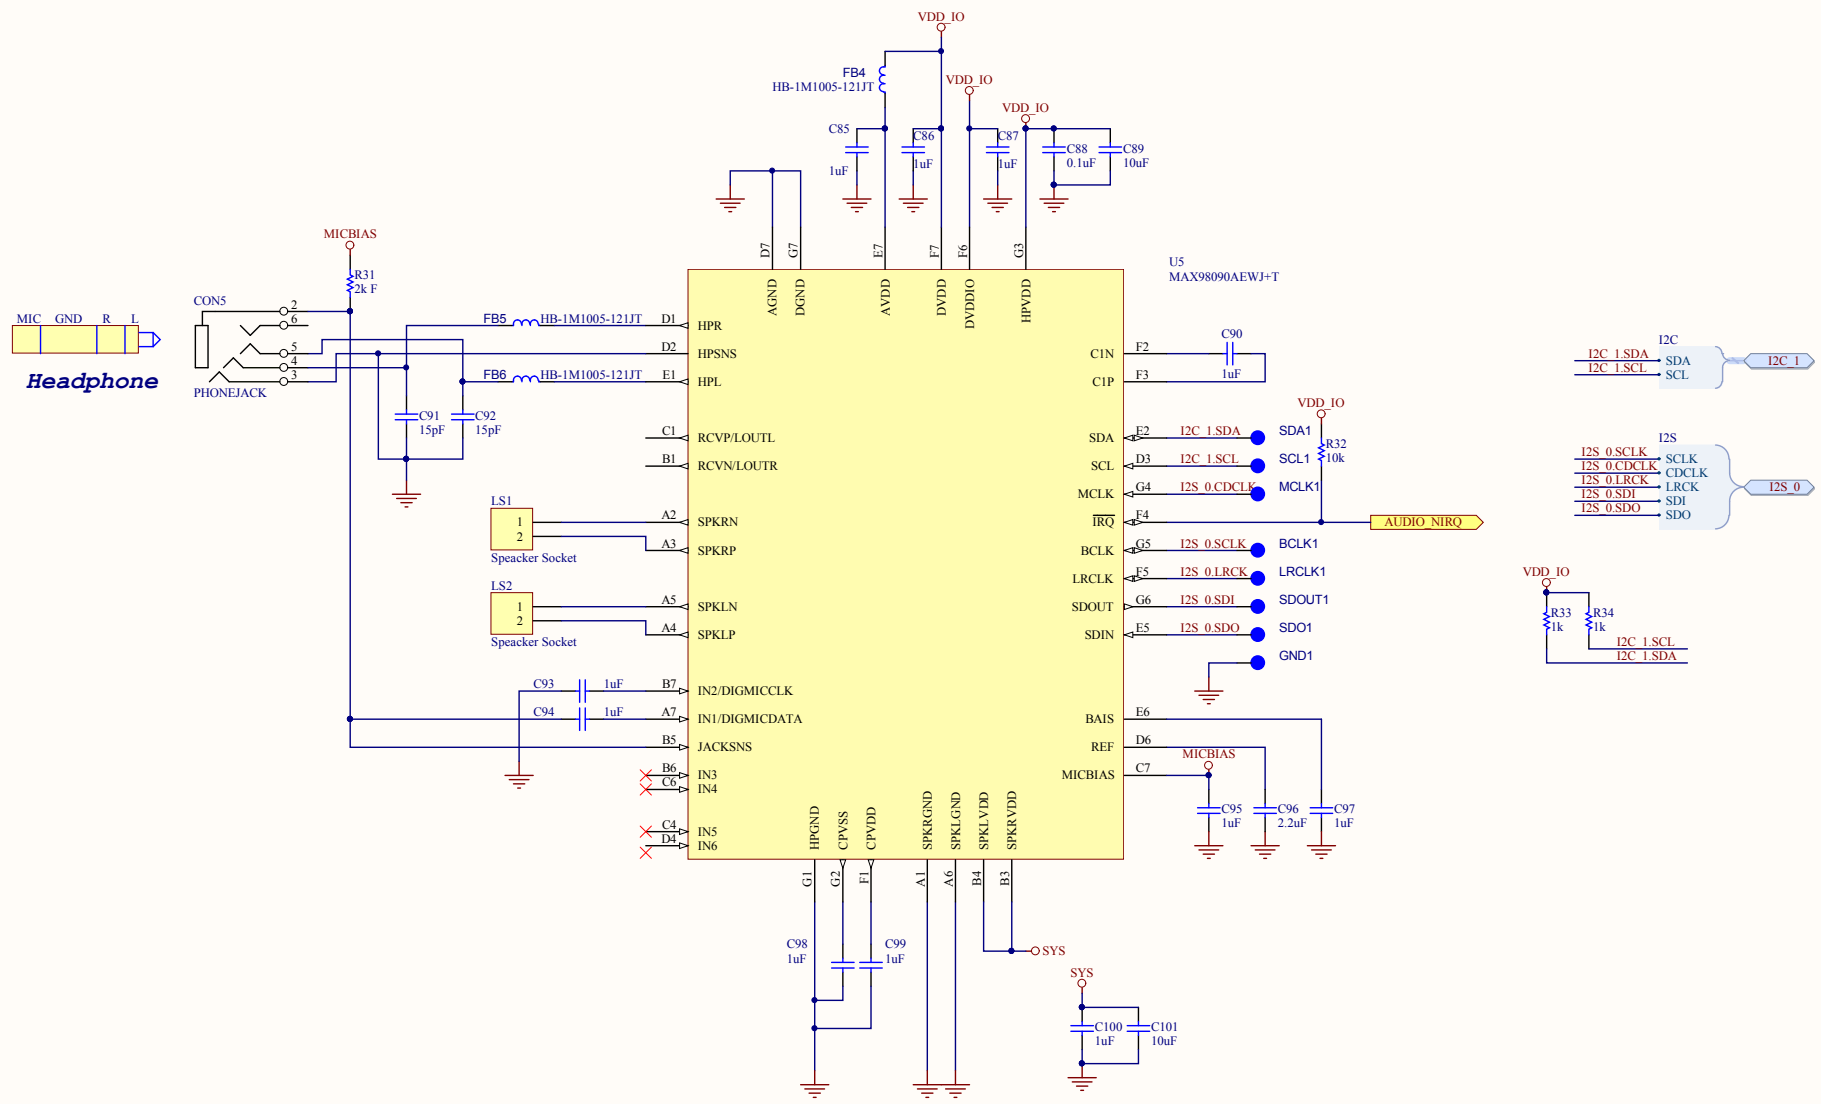 VDD_IO
FB4
HB-1M1005-121JT
VDD_IO
VDD_IO
C85
1uF
C86
1uF
C87
1uF
C88
0.1uF
C89
10uF
D7
G7
E7
F7
F6
G3
AGND
DGND
AVDD
DVDD
DVDDIO
HPVDD
U5
MAX98090AEWJ+T
MICBIAS
R31
2k F
CON5
2
6
5
4
3
PHONEJACK
MIC GND R L
Headphone
FB5 HB-1M1005-121JT D1 HPR
D2 HPSNS
FB6 HB-1M1005-121JT E1 HPL
C91
15pF
C92
15pF
C1 RCVP/LOUTL
B1 RCVN/LOUTR
LS1
1
2
Speacker Socket
A2 SPKRN
A3 SPKRP
LS2
1
2
Speacker Socket
A5 SPKLN
A4 SPKLP
C93 1uF B7 IN2/DIGMICCLK
C94 1uF A7 IN1/DIGMICDATA
B5 JACKSNS
B6 IN3
C6 IN4
C4 IN5
D4 IN6
C1N F2
C1P F3
C90
1uF
SDA E2 I2C_1.SDA SDA1
SCL D3 I2C_1.SCL SCL1
MCLK G4 I2S_0.CDCLK MCLK1
IRQ F4 AUDIO_NIRQ
VDD_IO
R32
10k
BCLK G5 I2S_0.SCLK BCLK1
LRCLK F5 I2S_0.LRCK LRCLK1
SDOUT G6 I2S_0.SDI SDOUT1
SDIN E5 I2S_0.SDO SDO1
GND1
BAIS E6
REF D6
MICBIAS C7
MICBIAS
C95
1uF
C96
2.2uF
C97
1uF
HPGND
CPVSS
CPVDD
SPKRGND
SPKLGND
SPKLVDD
SPKRVDD
G1
G2
F1
A1
A6
B4
B3
C98
1uF
C99
1uF
SYS
SYS
C100
1uF
C101
10uF
I2C
I2C_1.SDA SDA
I2C_1.SCL SCL
I2C_1
I2S
I2S_0.SCLK SCLK
I2S_0.CDCLK CDCLK
I2S_0.LRCK LRCK
I2S_0.SDI SDI
I2S_0.SDO SDO
I2S_0
VDD_IO
R33
1k
R34
1k
I2C_1.SCL
I2C_1.SDA